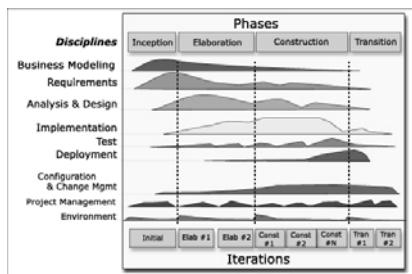 Phases
Disciplines Inception Elaboration Construction Transition
Business Modeling
Requirements
Analysis & Design
Implementation
Test
Deployment
Configuration
& Change Mgmt
Project Management
Environment
Initial Elab #1 Elab #2 Const #1 Const #2 Const #N Tran #1 Tran #2
Iterations